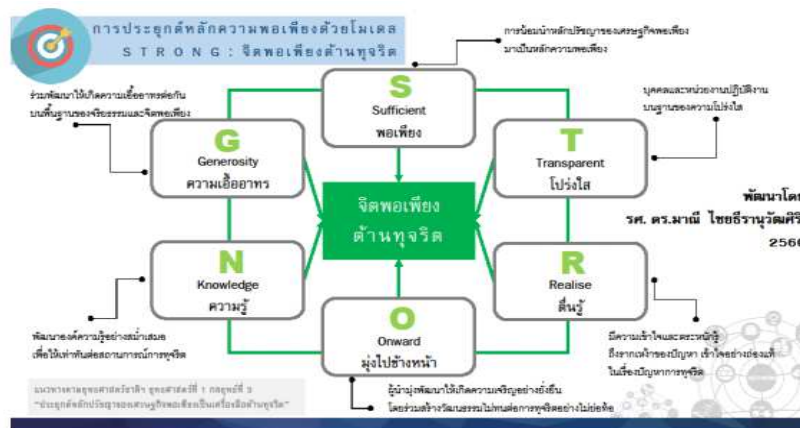 การประยุกต์หลักความพอเพียงด้วยโมเดล
STRONG : จิตพอเพียงต้านทุจริต
การน้อมนำหลักปรัชญาของเศรษฐกิจพอเพียง
มาเป็นหลักความพอเพียง
ร่วมพัฒนาให้เกิดความเอื้ออาทรต่อกัน
บนพื้นฐานของจริยธรรมและจิตพอเพียง
บุคคลและหน่วยงานปฏิบัติงาน
บนฐานของความโปร่งใส
S
Sufficient
พอเพียง
G
Generosity
ความเอื้ออาทร
T
Transparent
โปร่งใส
จิตพอเพียง
ต้านทุจริต
พัฒนาโดย
รศ. ดร.มาณี ไชยธีรานุวัฒศิริ
2560
N
Knowledge
ความรู้
R
Realise
ตื่นรู้
O
Onward
มุ่งไปข้างหน้า
พัฒนาองค์ความรู้อย่างสม่ำเสมอ
เพื่อให้เท่าทันต่อสถานการณ์การทุจริต
มีความเข้าใจและตระหนักรู้
ถึงรากเหง้าของปัญหา เข้าใจอย่างถ่องแท้
ในเรื่องปัญหาการทุจริต
ผู้นำมุ่งพัฒนาให้เกิดความเจริญอย่างยั่งยืน
โดยร่วมสร้างวัฒนธรรมไม่ทนต่อการทุจริตอย่างไม่ย่อท้อ
แนวทางตามยุทธศาสตร์ชาติฯ ยุทธศาสตร์ที่ 1 กลยุทธ์ที่ 3
"ประยุกต์หลักปรัชญาของเศรษฐกิจพอเพียงเป็นเครื่องมือต้านทุจริต"